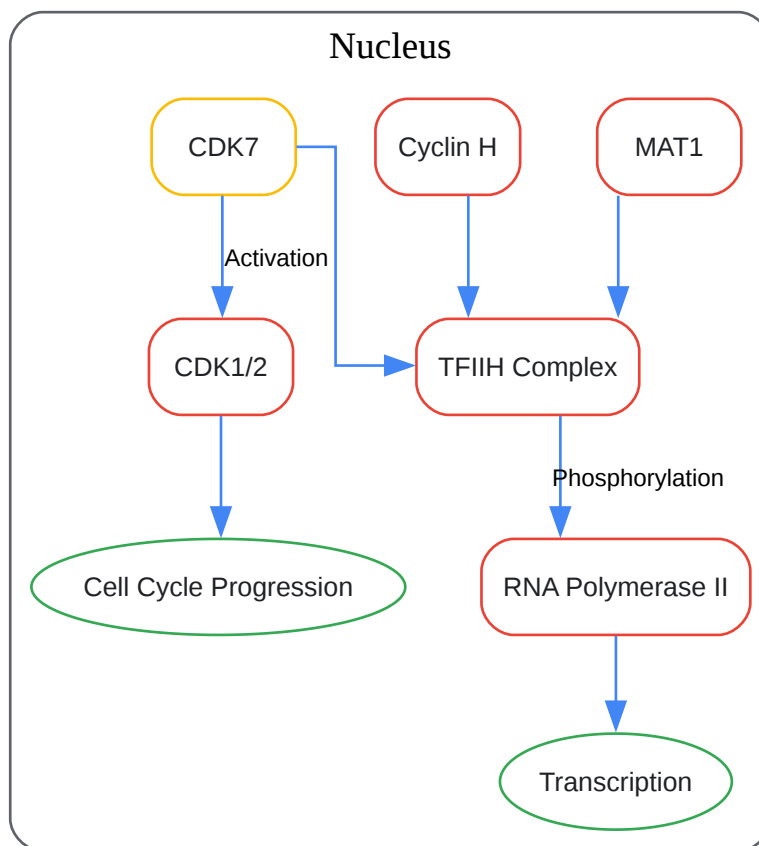 Nucleus
CDK7
Cyclin H
MAT1
Activation
CDK1/2
TFIIH Complex
Phosphorylation
Cell Cycle Progression
RNA Polymerase II
Transcription